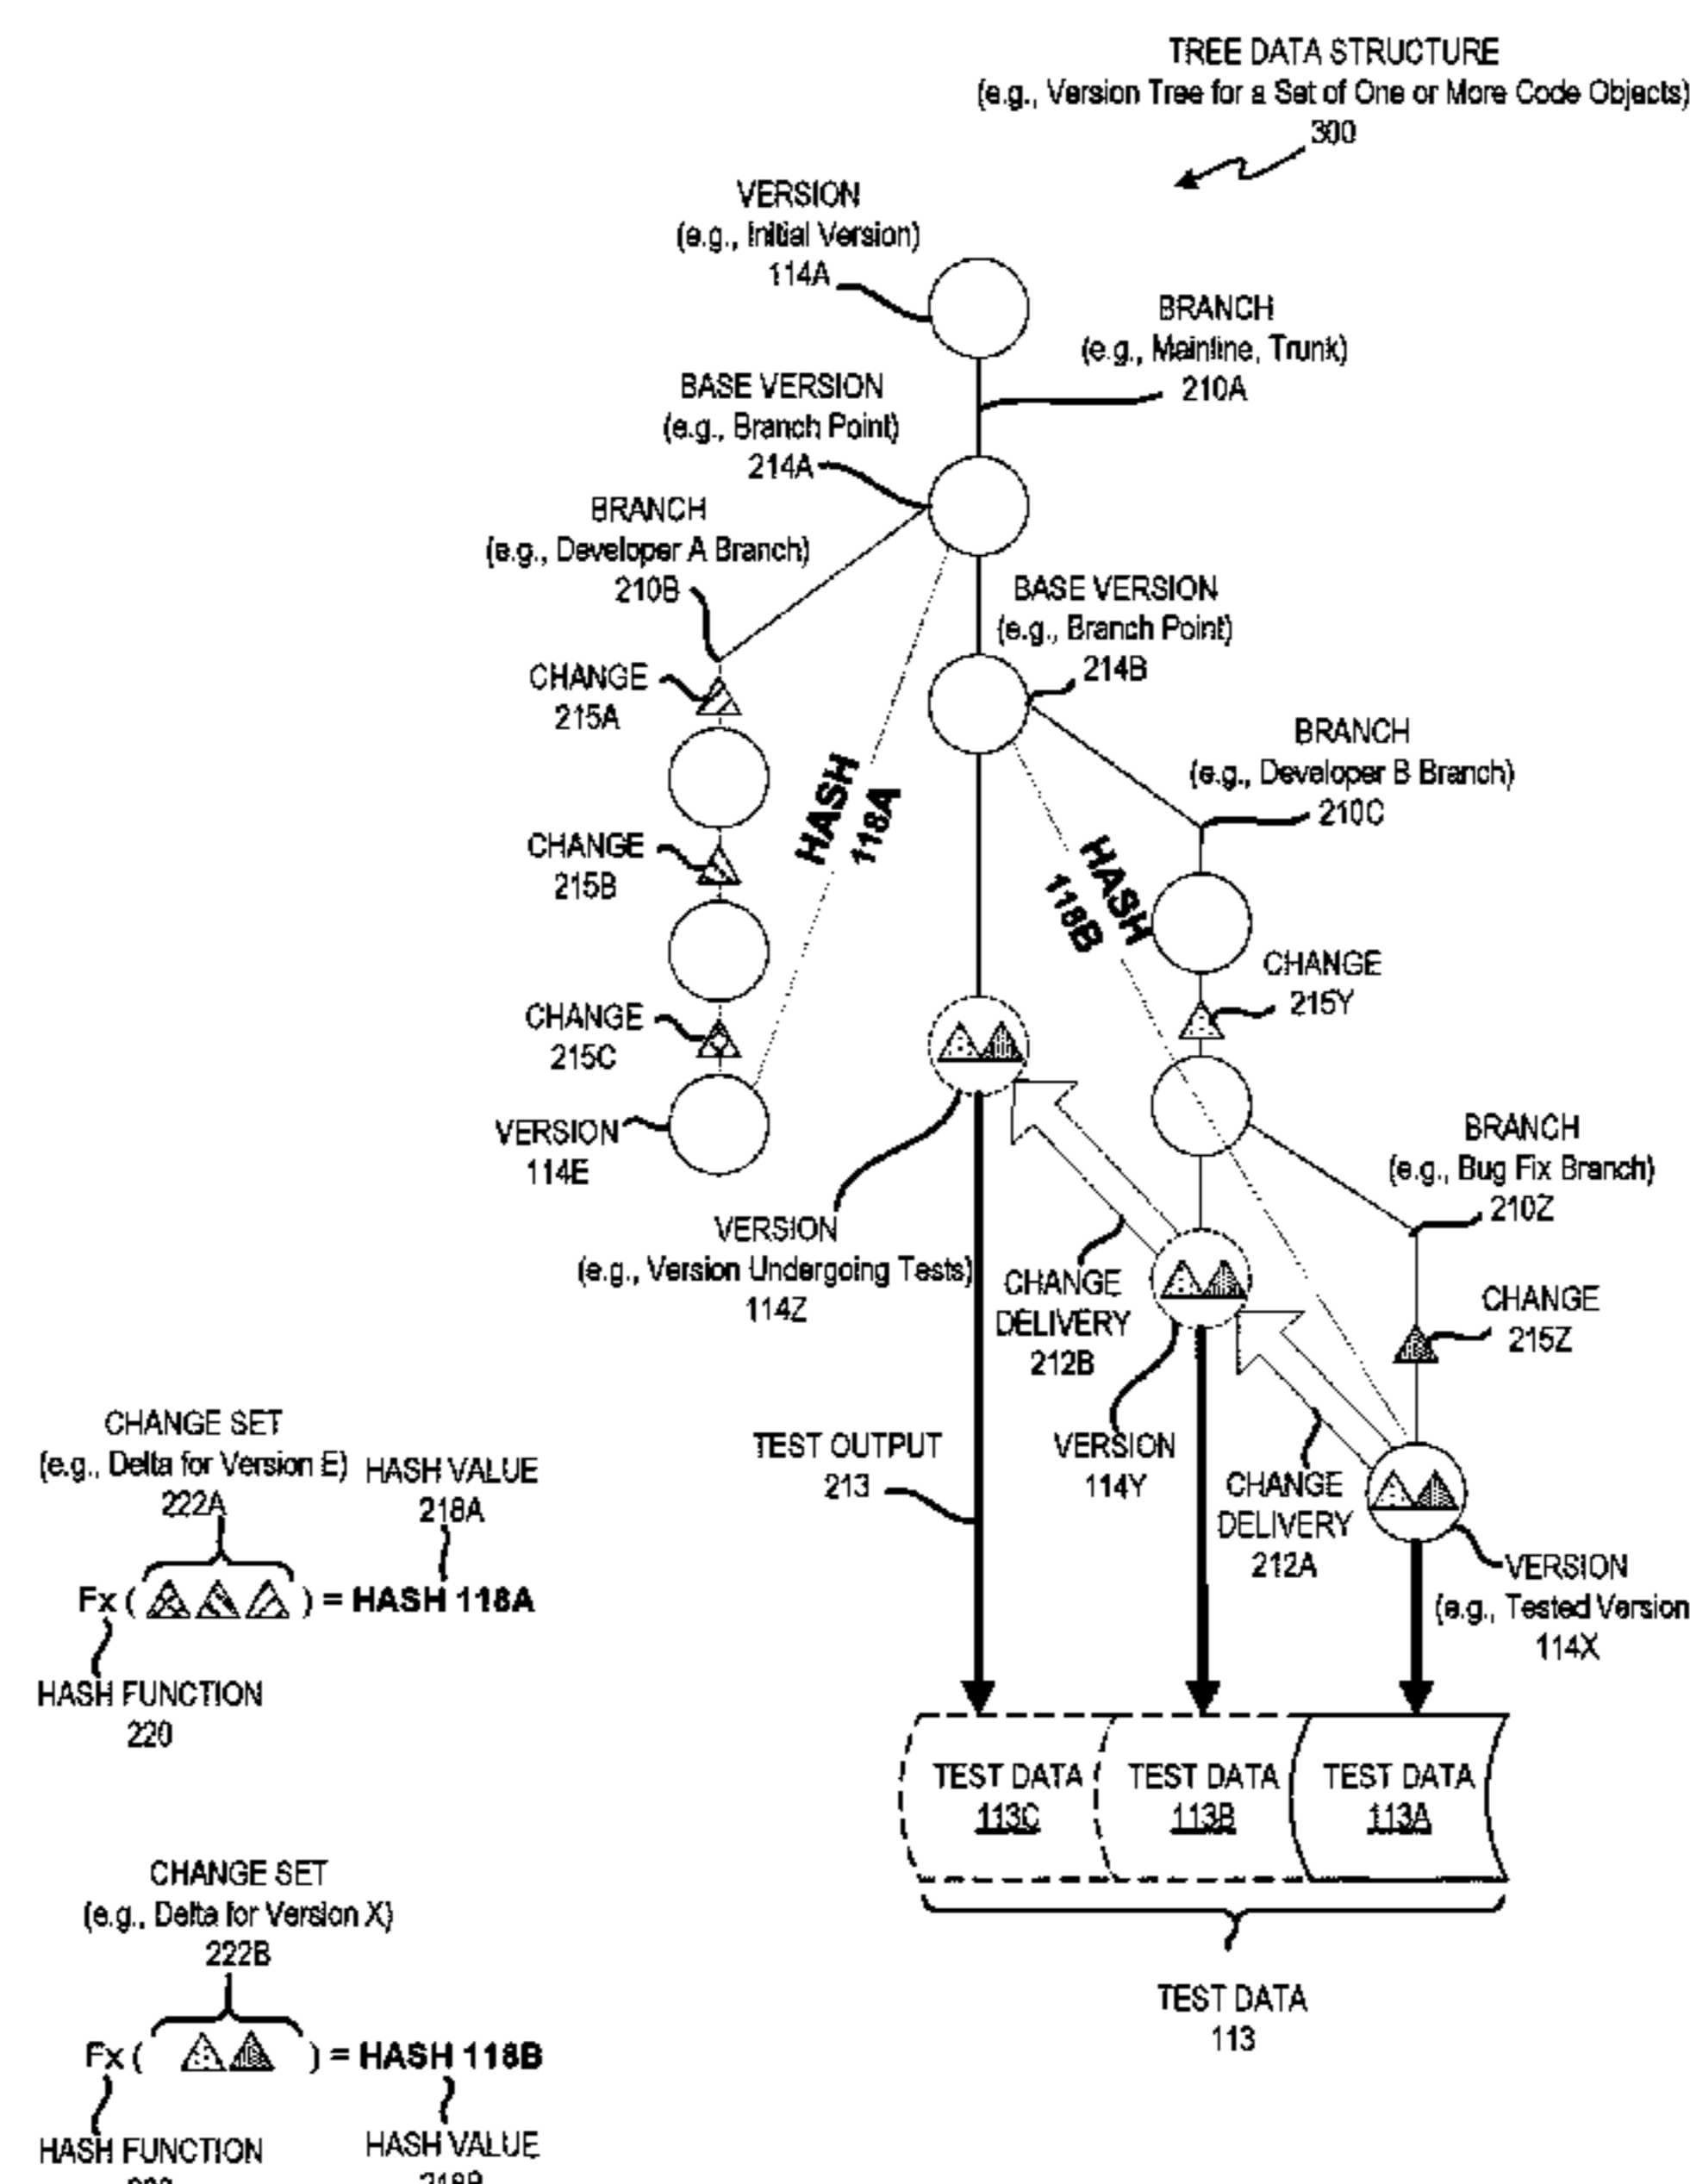 TREE DATA STRUCTURE
(e.g., Version Tree for a Set of One or More Code Objects)
300
VERSION
(e.g., Initial Version)
114A
BRANCH
(e.g., Mainline, Trunk)
210A
BASE VERSION
(e.g., Branch Point)
214A
BRANCH
(e.g., Developer A Branch)
210B
BASE VERSION
(e.g., Branch Point)
214B
CHANGE
215A
BRANCH
(e.g., Developer B Branch)
210C
HASH
118A
CHANGE
215B
HASH
118B
CHANGE
215Y
CHANGE
215C
VERSION
114E
BRANCH
(e.g., Bug Fix Branch)
210Z
VERSION
(e.g., Version Undergoing Tests)
114Z
CHANGE
DELIVERY
212B
CHANGE
215Z
CHANGE SET
(e.g., Delta for Version E)
222A
HASH VALUE
218A
TEST OUTPUT
213
VERSION
114Y
CHANGE
DELIVERY
212A
VERSION
(e.g., Tested Version
114X
Fx ( ) = HASH 118A
HASH FUNCTION
220
TEST DATA
113C
TEST DATA
113B
TEST DATA
113A
CHANGE SET
(e.g., Delta for Version X)
222B
TEST DATA
113
Fx ( ) = HASH 118B
HASH FUNCTION
HASH VALUE